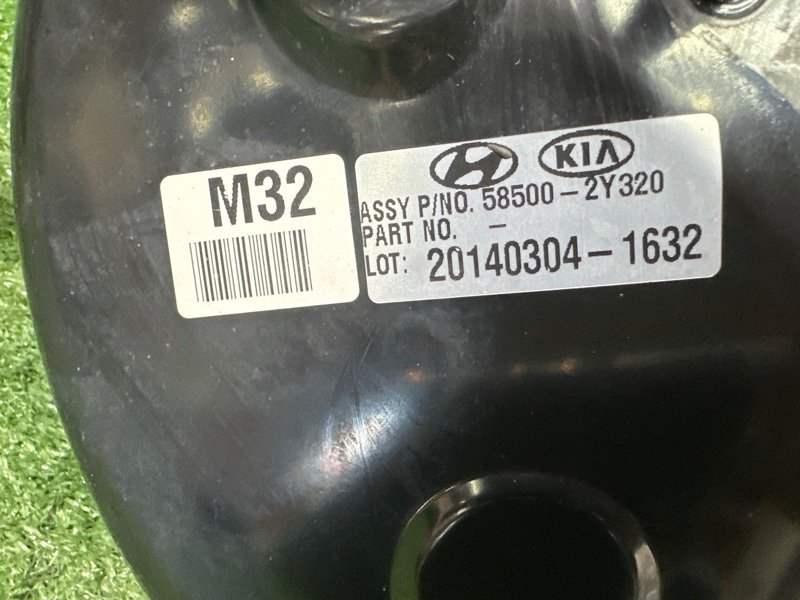 M32
KIA
ASSY P/NO. 58500-2Y320
PART NO. -
LOT: 20140304-1632